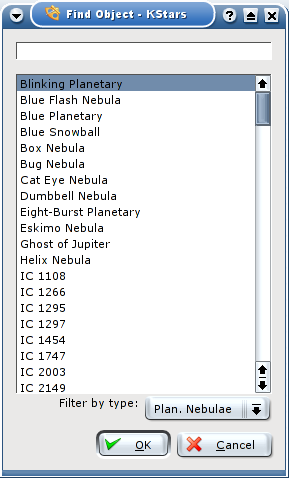 Find Object - KStars
Blinking Planetary
Blue Flash Nebula
Blue Planetary
Blue Snowball
Box Nebula
Bug Nebula
Cat Eye Nebula
Dumbbell Nebula
Eight-Burst Planetary
Eskimo Nebula
Ghost of Jupiter
Helix Nebula
IC 1108
IC 1266
IC 1295
IC 1297
IC 1454
IC 1747
IC 2003
IC 2149
Filter by type: Plan. Nebulae
OK Cancel